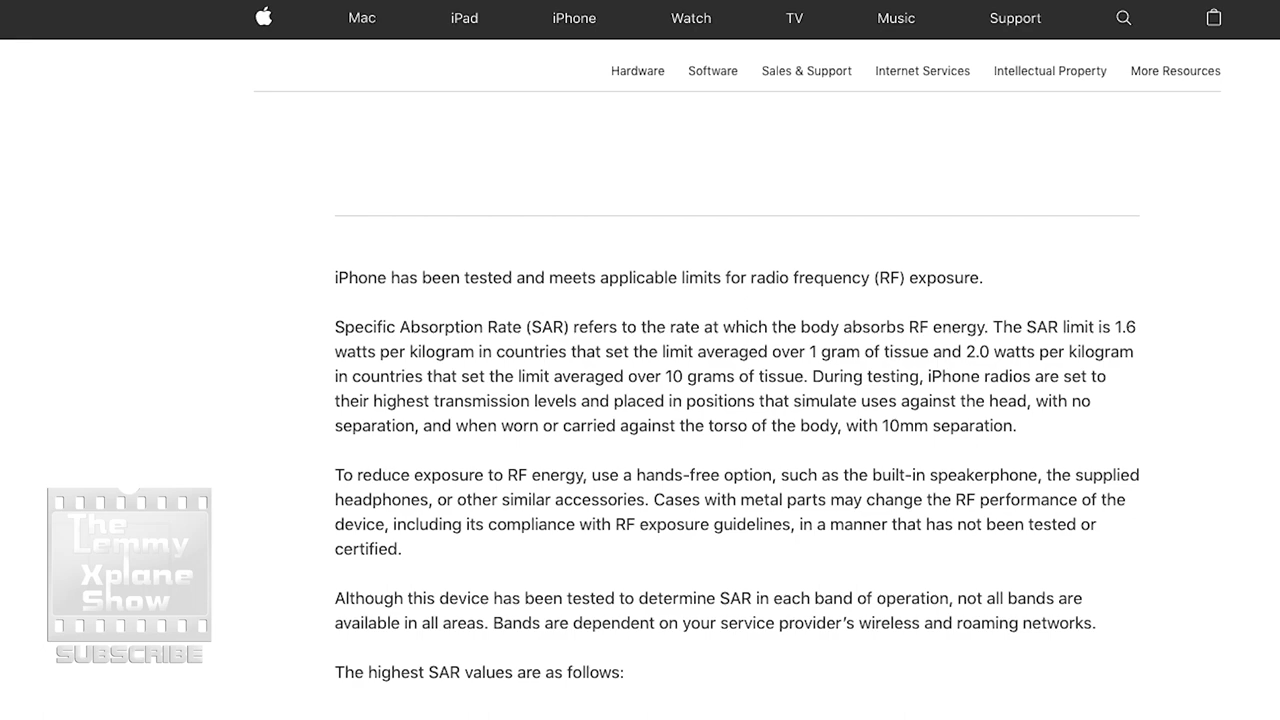 Mac iPad iPhone Watch TV Music Support
Hardware Software Sales & Support Internet Services Intellectual Property More Resources
iPhone has been tested and meets applicable limits for radio frequency (RF) exposure.
Specific Absorption Rate (SAR) refers to the rate at which the body absorbs RF energy. The SAR limit is 1.6
watts per kilogram in countries that set the limit averaged over 1 gram of tissue and 2.0 watts per kilogram
in countries that set the limit averaged over 10 grams of tissue. During testing, iPhone radios are set to
their highest transmission levels and placed in positions that simulate uses against the head, with no
separation, and when worn or carried against the torso of the body, with 10mm separation.
To reduce exposure to RF energy, use a hands-free option, such as the built-in speakerphone, the supplied
headphones, or other similar accessories. Cases with metal parts may change the RF performance of the
device, including its compliance with RF exposure guidelines, in a manner that has not been tested or
certified.
Although this device has been tested to determine SAR in each band of operation, not all bands are
available in all areas. Bands are dependent on your service provider’s wireless and roaming networks.
The highest SAR values are as follows:
The
Lemmy
Xplane
Show
SUBSCRIBE